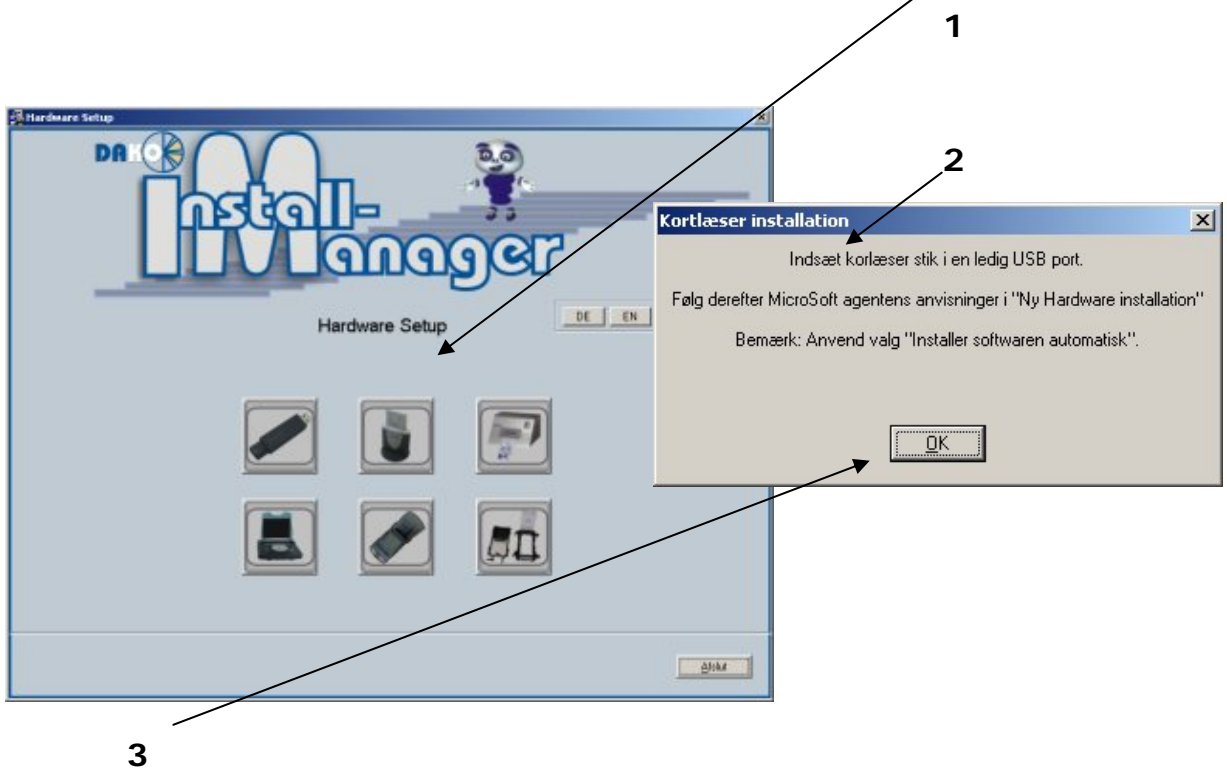 1
Hardware Setup
DAKO
Install-
Manager
2
Kortlæser installation
Indsæt korlæser stik i en ledig USB port.
Følg derefter MicroSoft agentens anvisninger i "Ny Hardware installation"
Bemærk: Anvend valg "Installer softwaren automatisk".
OK
Hardware Setup
DE EN
Afslut
3